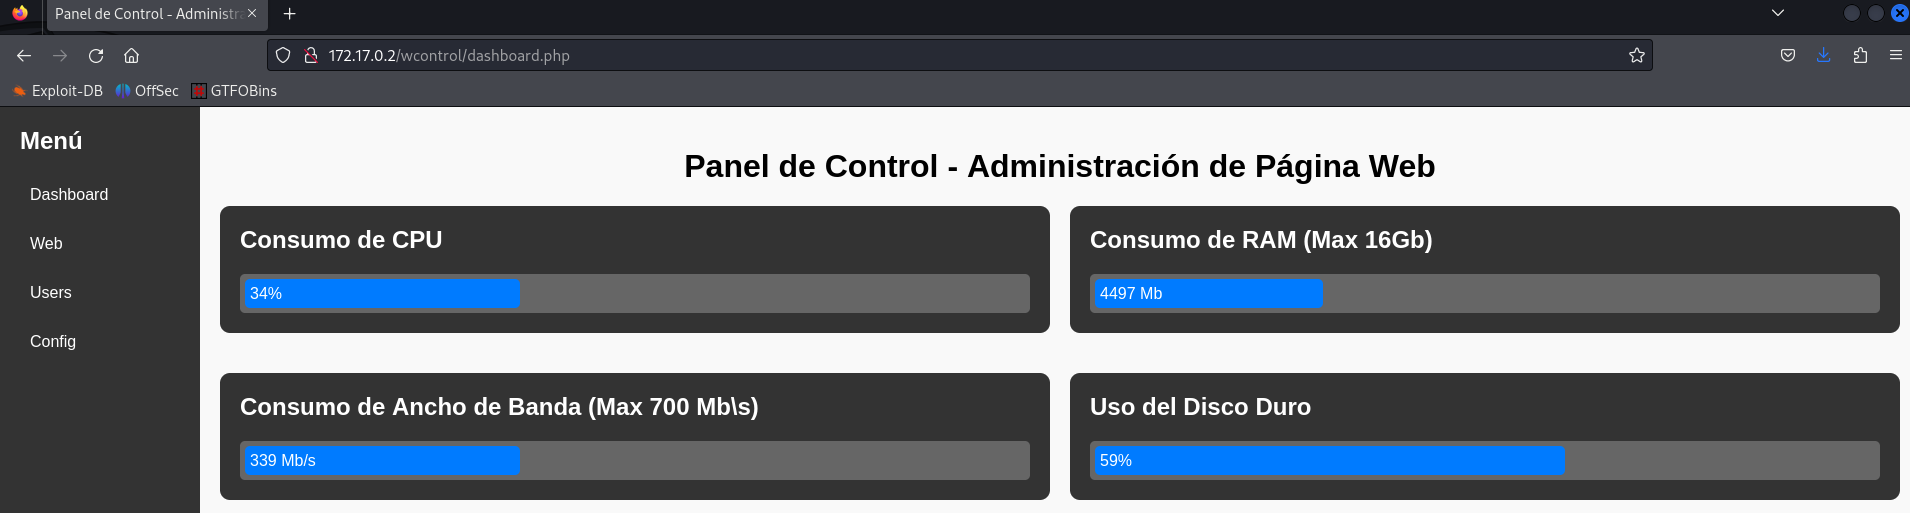 Panel de Control - Administr
172.17.0.2/wcontrol/dashboard.php
Exploit-DB OffSec GTFOBins
Menú
Dashboard
Web
Users
Config
Panel de Control - Administración de Página Web
Consumo de CPU
34%
Consumo de RAM (Max 16Gb)
4497 Mb
Consumo de Ancho de Banda (Max 700 Mb\s)
339 Mb/s
Uso del Disco Duro
59%